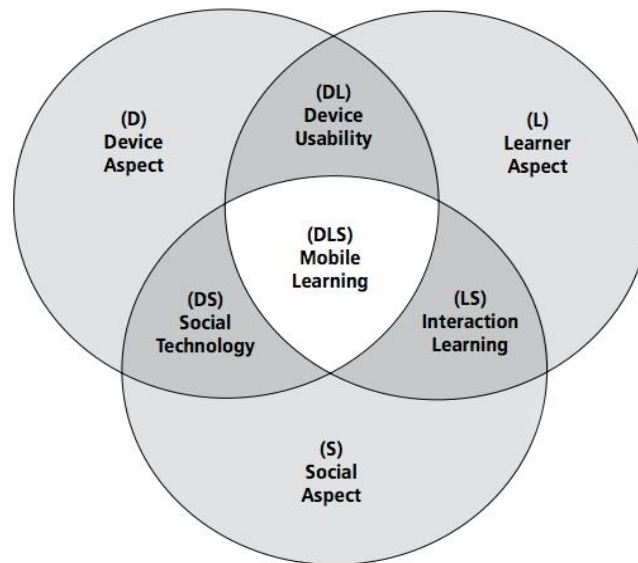 (D)
Device
Aspect
(DL)
Device
Usability
(L)
Learner
Aspect
(DLS)
Mobile
Learning
(DS)
Social
Technology
(LS)
Interaction
Learning
(S)
Social
Aspect